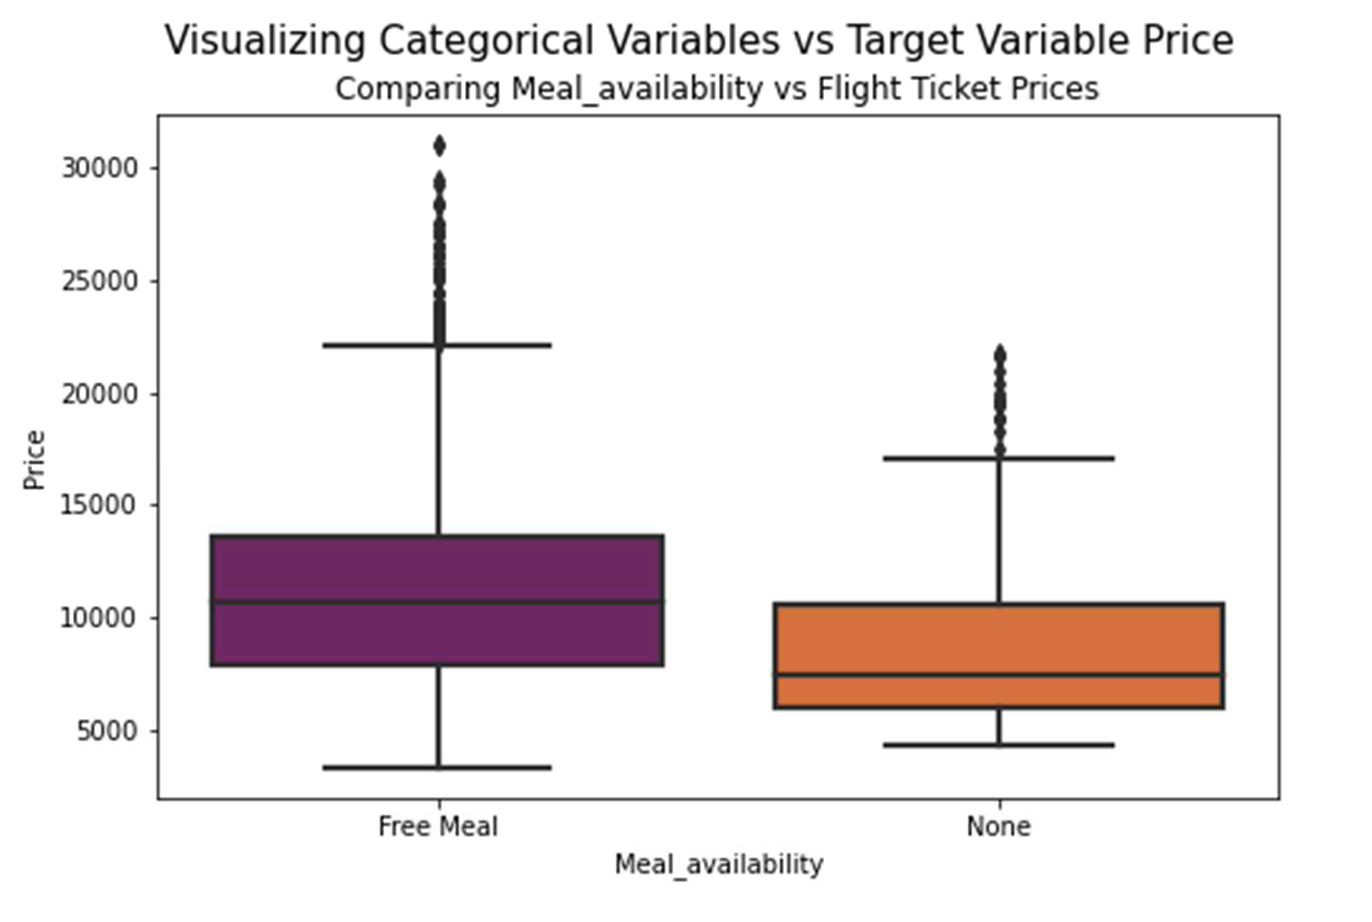 Visualizing Categorical Variables vs Target Variable Price
Comparing Meal_availability vs Flight Ticket Prices
30000
25000
20000
15000
10000
5000
Price
Free Meal
None
Meal_availability